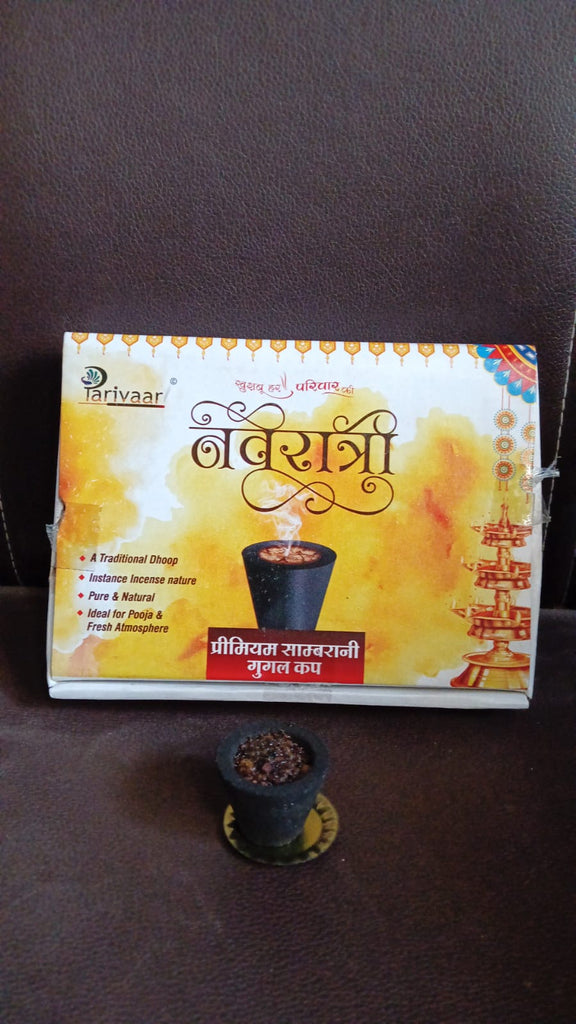 Parivaar ©
खुसबू हर परिवार की
नवरात्री
A Traditional Dhoop
Instance Incense nature
Pure & Natural
Ideal for Pooja &
Fresh Atmosphere
प्रीमियम साम्बरानी
गुगल कप